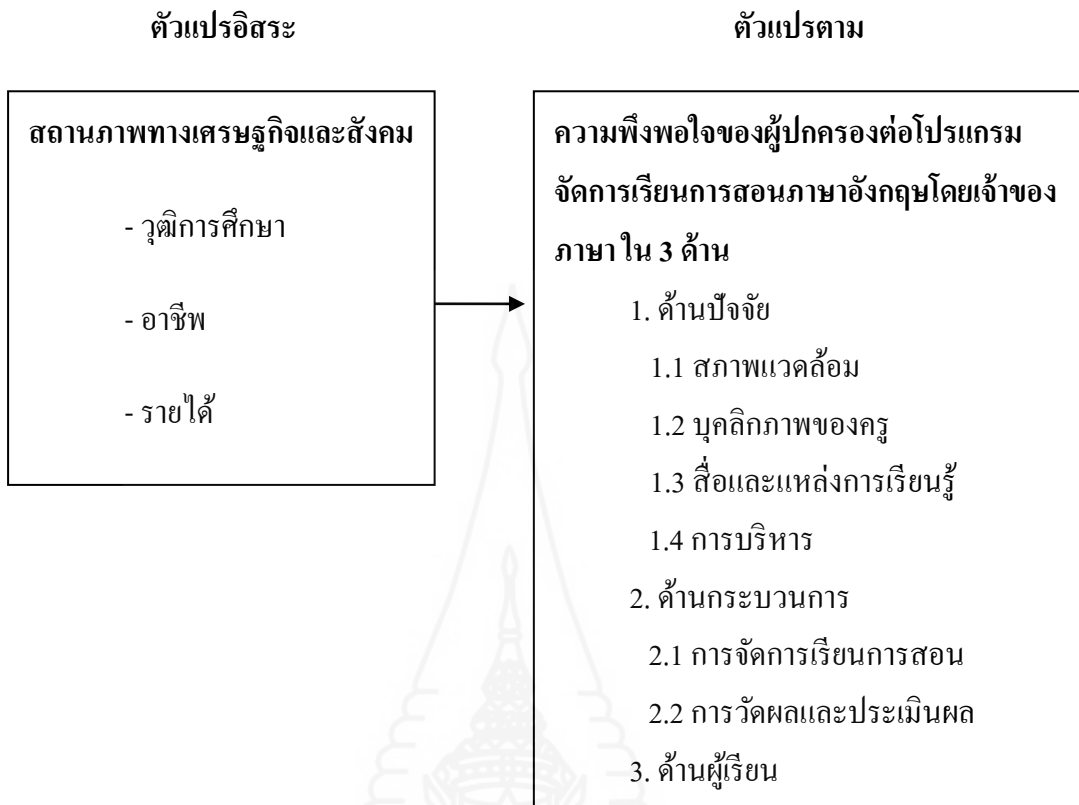 ตัวแปรอิสระ
ตัวแปรตาม
สถานภาพทางเศรษฐกิจและสังคม
- วุฒิการศึกษา
- อาชีพ
- รายได้
ความพึงพอใจของผู้ปกครองต่อโปรแกรม
จัดการเรียนการสอนภาษาอังกฤษโดยเจ้าของ
ภาษา ใน 3 ด้าน
1. ด้านปัจจัย
1.1 สภาพแวดล้อม
1.2 บุคลิกภาพของครู
1.3 สื่อและแหล่งการเรียนรู้
1.4 การบริหาร
2. ด้านกระบวนการ
2.1 การจัดการเรียนการสอน
2.2 การวัดผลและประเมินผล
3. ด้านผู้เรียน